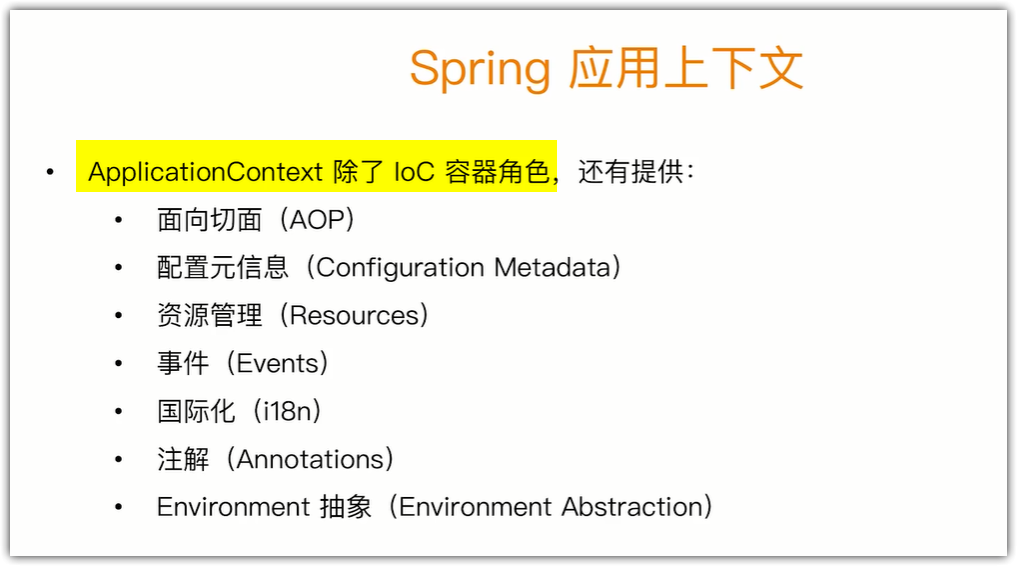 Spring 应用上下文
• ApplicationContext 除了 IoC 容器角色，还有提供：
• 面向切面（AOP）
• 配置元信息（Configuration Metadata）
• 资源管理（Resources）
• 事件（Events）
• 国际化（i18n）
• 注解（Annotations）
• Environment 抽象（Environment Abstraction）